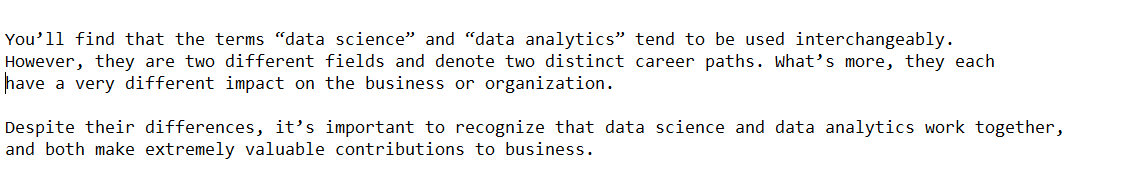 You’ll find that the terms “data science” and “data analytics” tend to be used interchangeably.
However, they are two different fields and denote two distinct career paths. What’s more, they each
have a very different impact on the business or organization.
Despite their differences, it’s important to recognize that data science and data analytics work together,
and both make extremely valuable contributions to business.